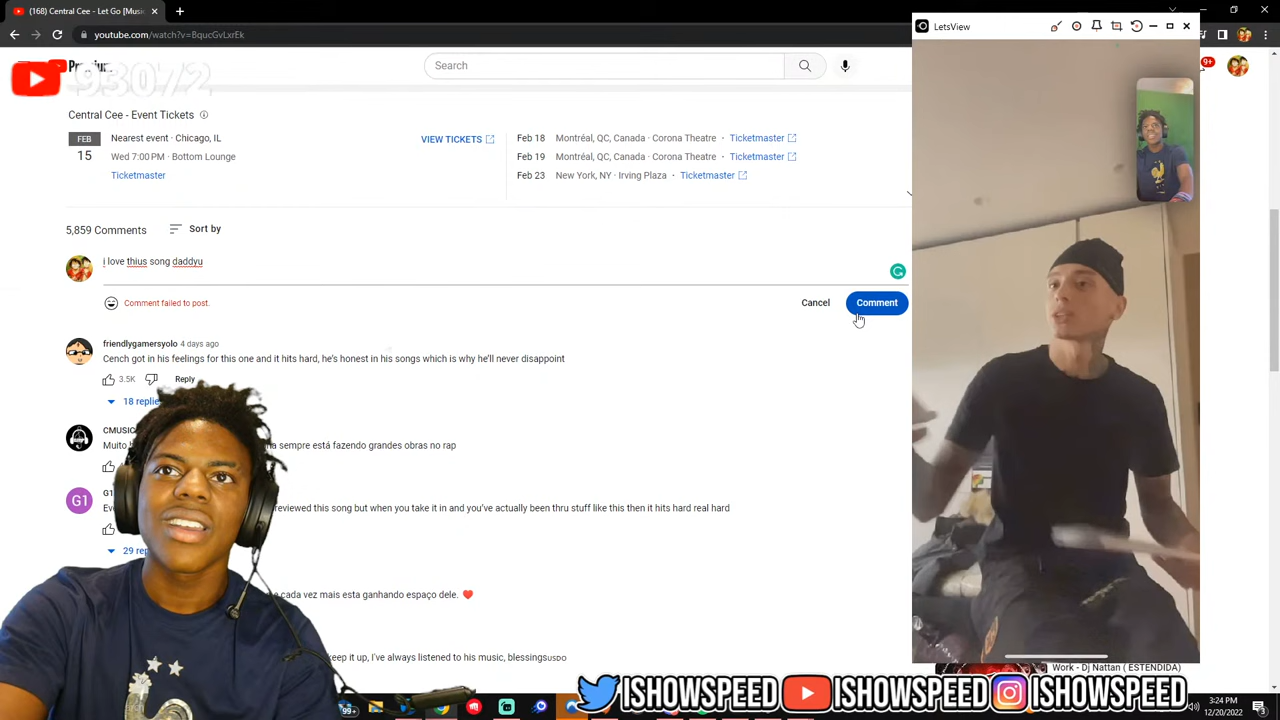 (168) Central Cee - Let Go [Music
youtube.com/watch?v=BqucGvLxrEk
LetsView
93072
Search
9+
Central Cee - Event Tickets
FEB
15
Nearest event · Chicago, IL
Wed 7:00 PM · Bottom Lounge
Ticketmaster
VIEW TICKETS
Feb 18 Montréal, QC, Canada · Corona Theatre • Ticketmaster
Feb 19 Montréal, QC, Canada · Corona Theatre • Ticketmaster
Feb 23 New York, NY · Irving Plaza • Ticketmaster
5,859 Comments
Sort by
i love thius song daddyu
Comment failed to post.
Cancel
Comment
friendlygamersyolo 4 days ago
Cench got in his feelings for this one and it hits hard, he's honest in his songs which is why he'll never disappoint
3.5K
Reply
18 replie
CMUSIC
Muito
a sempre está fazendo grandes obras no rap
G1
G1
reviewed this song but when you take it in and you've actually been thru stuff like this then it hits hard real hard
29 rep
cada vez mais esta ganhando espaço dele. ❤
keep it up, I've always listened to his music, blessings
Work - Dj Nattan ( ESTENDIDA)
ISHOWSPEED
ISHOWSPEED
ISHOWSPEED
99+
3:24 PM
12/20/2022